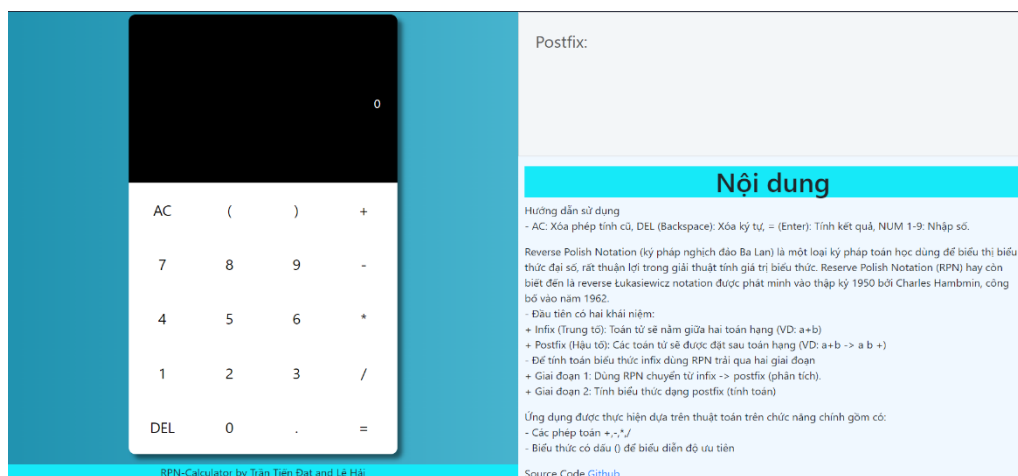 0
AC ( ) +
7 8 9 -
4 5 6 *
1 2 3 /
DEL 0 . =
RPN-Calculator by Trần Tiến Đạt and Lê Hải
Postfix:
Nội dung
Hướng dẫn sử dụng
- AC: Xóa phép tính cũ, DEL (Backspace): Xóa ký tự, = (Enter): Tính kết quả, NUM 1-9: Nhập số.
Reverse Polish Notation (ký pháp nghịch đảo Ba Lan) là một loại ký pháp toán học dùng để biểu thị biểu
thức đại số, rất thuận lợi trong giải thuật tính giá trị biểu thức. Reserve Polish Notation (RPN) hay còn
biết đến là reverse Łukasiewicz notation được phát minh vào thập kỷ 1950 bởi Charles Hambmin, công
bố vào năm 1962.
- Đầu tiên có hai khái niệm:
+ Infix (Trung tố): Toán tử sẽ nằm giữa hai toán hạng (VD: a+b)
+ Postfix (Hậu tố): Các toán tử sẽ được đặt sau toán hạng (VD: a+b -> a b +)
- Để tính toán biểu thức infix dùng RPN trải qua hai giai đoạn
+ Giai đoạn 1: Dùng RPN chuyển từ infix -> postfix (phân tích).
+ Giai đoạn 2: Tính biểu thức dạng postfix (tính toán)
Ứng dụng được thực hiện dựa trên thuật toán trên chức năng chính gồm có:
- Các phép toán +,-,*,/
- Biểu thức có dấu () để biểu diễn độ ưu tiên
Source Code Github